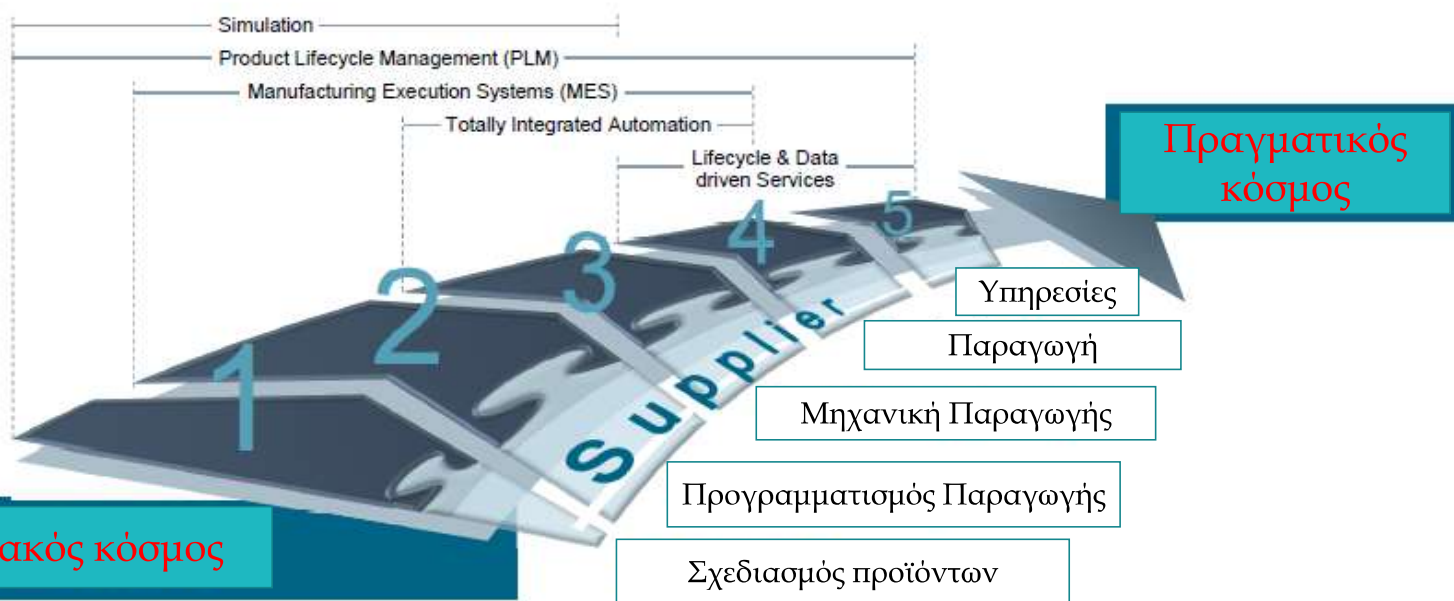 Simulation
Product Lifecycle Management (PLM)
Manufacturing Execution Systems (MES)
Totally Integrated Automation
Lifecycle & Data
driven Services
Πραγματικός
κόσμος
1
2
3
4
5
Supplier
Υπηρεσίες
Παραγωγή
Μηχανική Παραγωγής
Προγραμματισμός Παραγωγής
Σχεδιασμός προϊόντων
κόσμος